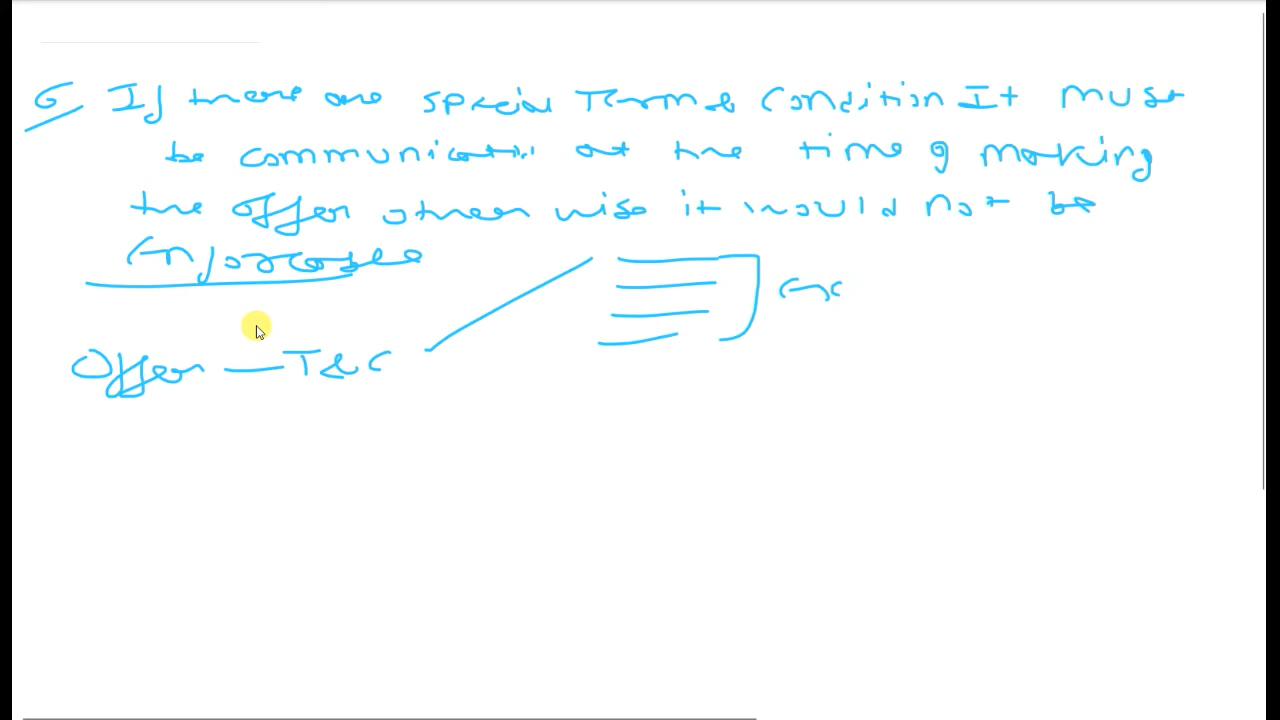 6 If there are special Terms & Condition It must
be communicatin at the time of making
the offer otherwise it would not be
Enforceable
Offer — T & C